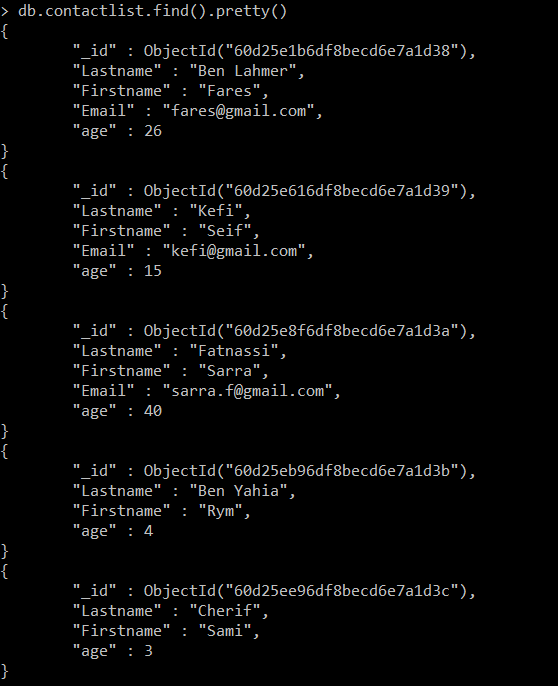 > db.contactlist.find().pretty()
{
        "_id" : ObjectId("60d25e1b6df8becd6e7a1d38"),
        "Lastname" : "Ben Lahmer",
        "Firstname" : "Fares",
        "Email" : "fares@gmail.com",
        "age" : 26
}
{
        "_id" : ObjectId("60d25e616df8becd6e7a1d39"),
        "Lastname" : "Kefi",
        "Firstname" : "Seif",
        "Email" : "kefi@gmail.com",
        "age" : 15
}
{
        "_id" : ObjectId("60d25e8f6df8becd6e7a1d3a"),
        "Lastname" : "Fatnassi",
        "Firstname" : "Sarra",
        "Email" : "sarra.f@gmail.com",
        "age" : 40
}
{
        "_id" : ObjectId("60d25eb96df8becd6e7a1d3b"),
        "Lastname" : "Ben Yahia",
        "Firstname" : "Rym",
        "age" : 4
}
{
        "_id" : ObjectId("60d25ee96df8becd6e7a1d3c"),
        "Lastname" : "Cherif",
        "Firstname" : "Sami",
        "age" : 3
}